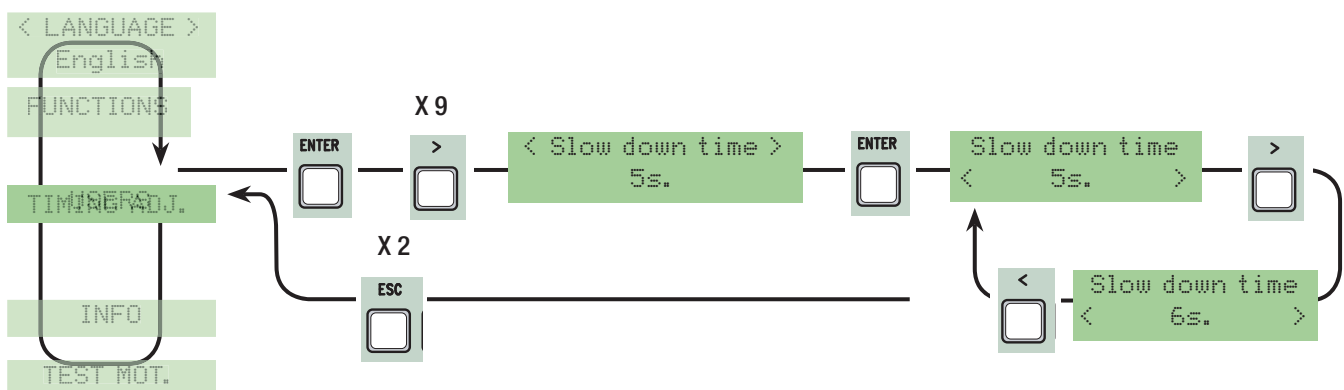 < LANGUAGE >
English
FUNCTIONS
TIMING ADJ.
USERS
INFO
TEST MOT.
ENTER
X 9
>
< Slow down time >
5s.
ENTER
Slow down time
< 5s. >
>
<
Slow down time
< 6s. >
X 2
ESC